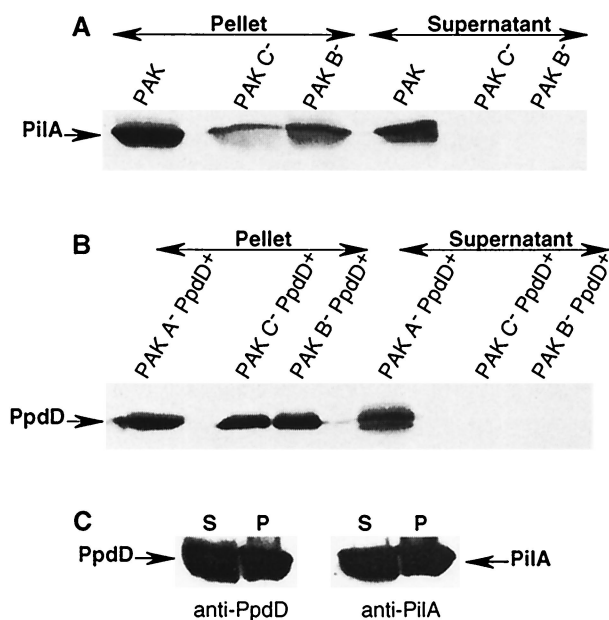 A
Pellet Supernatant
PAK PAK C- PAK B- PAK PAK C- PAK B-
PilA
B
Pellet Supernatant
PAK A- PpdD+ PAK C- PpdD+ PAK B- PpdD+ PAK A- PpdD+ PAK C- PpdD+ PAK B- PpdD+
PpdD
C
S P S P
PpdD PilA
anti-PpdD anti-PilA